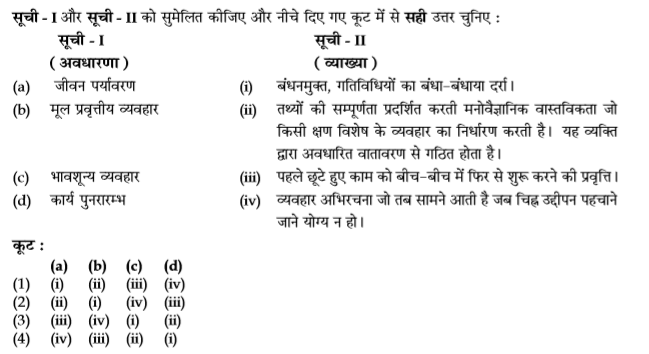 सूची - I और सूची - II को सुमेलित कीजिए और नीचे दिए गए कूट में से सही उत्तर चुनिए :
सूची - I सूची - II
( अवधारणा ) ( व्याख्या )
(a) जीवन पर्यावरण (i) बंधनमुक्त, गतिविधियों का बंधा-बंधाया दर्रा।
(b) मूल प्रवृत्तीय व्यवहार (ii) तथ्यों की सम्पूर्णता प्रदर्शित करती मनोवैज्ञानिक वास्तविकता जो
किसी क्षण विशेष के व्यवहार का निर्धारण करती है। यह व्यक्ति
द्वारा अवधारित वातावरण से गठित होता है।
(c) भावशून्य व्यवहार (iii) पहले छूटे हुए काम को बीच-बीच में फिर से शुरू करने की प्रवृत्ति।
(d) कार्य पुनरारम्भ (iv) व्यवहार अभिरचना जो तब सामने आती है जब चिह्न उद्दीपन पहचाने
जाने योग्य न हो।
कूट :
(a) (b) (c) (d)
(1) (i) (ii) (iii) (iv)
(2) (ii) (i) (iv) (iii)
(3) (iii) (iv) (i) (ii)
(4) (iv) (iii) (ii) (i)